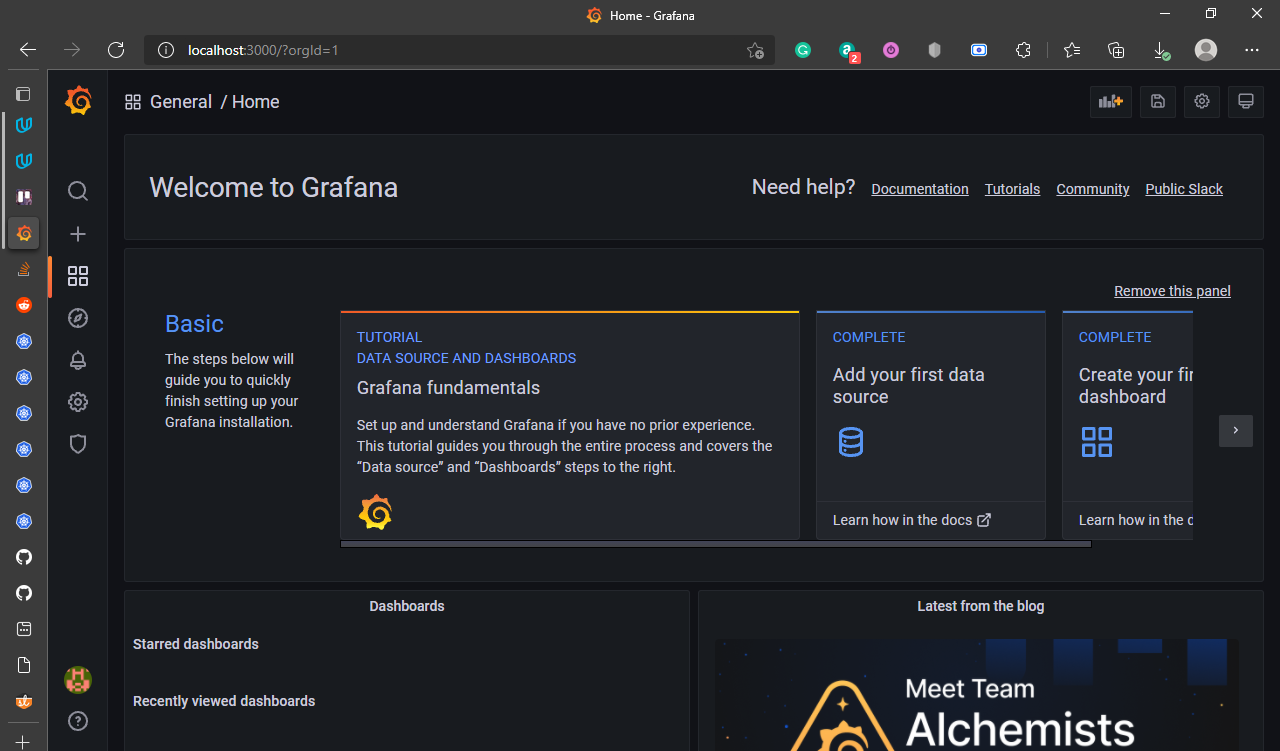 Home - Grafana
localhost:3000/?orgId=1
2
General / Home
Welcome to Grafana
Need help? Documentation Tutorials Community Public Slack
Remove this panel
Basic
The steps below will
guide you to quickly
finish setting up your
Grafana installation.
TUTORIAL
DATA SOURCE AND DASHBOARDS
Grafana fundamentals
Set up and understand Grafana if you have no prior experience.
This tutorial guides you through the entire process and covers the
“Data source” and “Dashboards” steps to the right.
COMPLETE
Add your first data
source
Learn how in the docs
COMPLETE
Create your fir
dashboard
Learn how in the d
Dashboards
Starred dashboards
Recently viewed dashboards
Latest from the blog
Meet Team
Alchemists